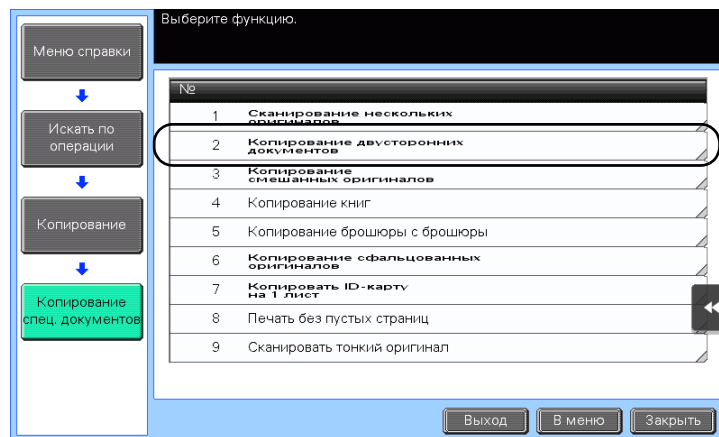 Выберите функцию.
Меню справки
Искать по
операции
Копирование
Копирование
спец. документов
№
1 Сканирование нескольких
оригиналов
2 Копирование двусторонних
документов
3 Копирование
смешанных оригиналов
4 Копирование книг
5 Копирование брошюры с брошюры
6 Копирование сфальцованных
оригиналов
7 Копировать ID-карту
на 1 лист
8 Печать без пустых страниц
9 Сканировать тонкий оригинал
Выход В меню Закрыть